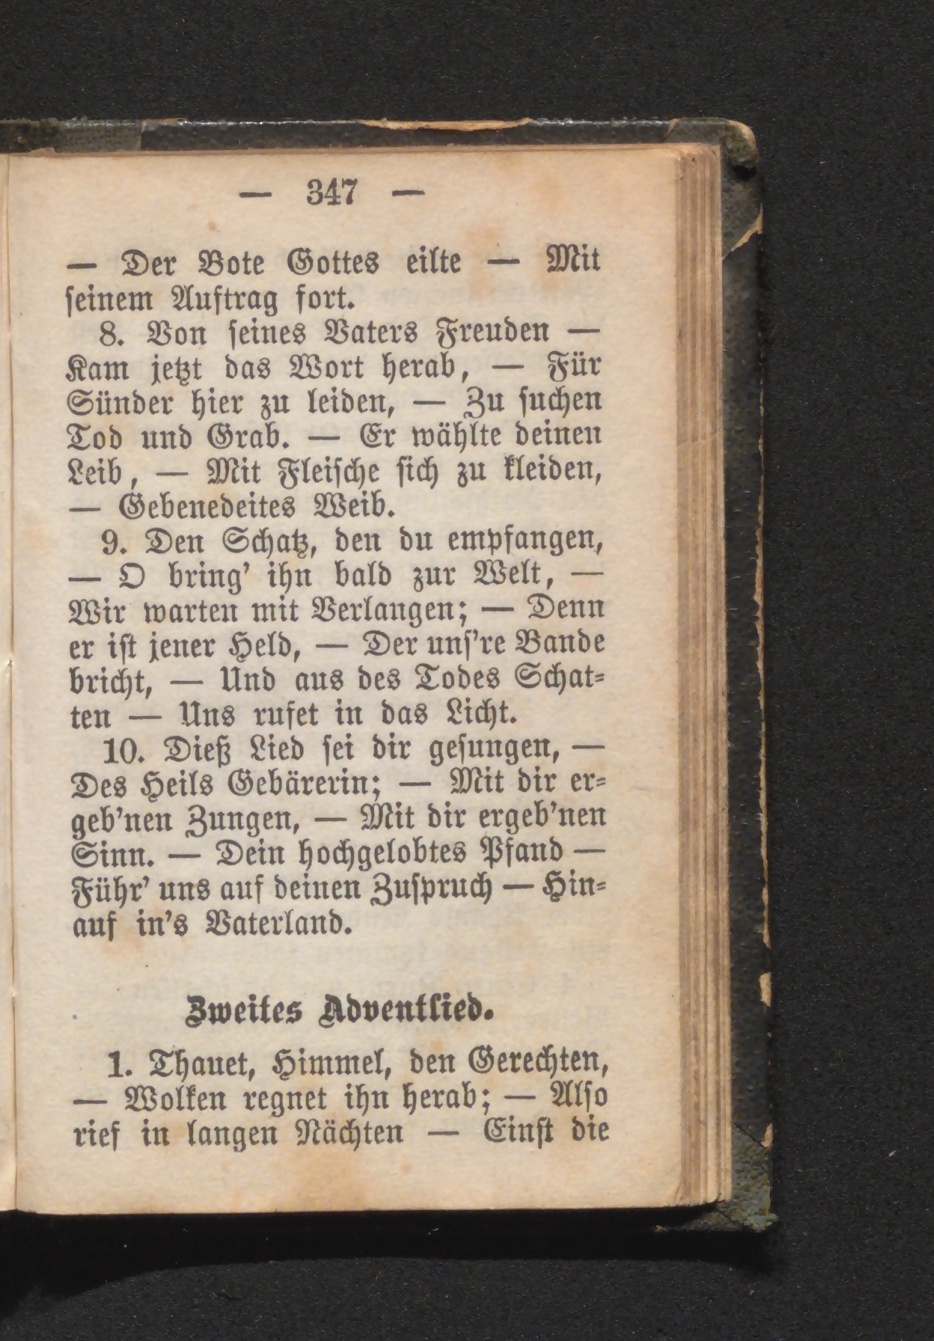 — 347 —
— Der Bote Gottes eilte — Mit
seinem Auftrag fort.
8. Von seines Vaters Freuden —
Kam jetzt das Wort herab, — Für
Sünder hier zu leiden, — Zu suchen
Tod und Grab. — Er wählte deinen
Leib, — Mit Fleische sich zu kleiden,
— Gebenedeites Weib.
9. Den Schatz, den du empfangen,
— O bring' ihn bald zur Welt, —
Wir warten mit Verlangen; — Denn
er ist jener Held, — Der uns're Bande
bricht, — Und aus des Todes Schat-
ten — Uns rufet in das Licht.
10. Dieß Lied sei dir gesungen, —
Des Heils Gebärerin; — Mit dir er-
geb'nen Zungen, — Mit dir ergeb'nen
Sinn. — Dein hochgelobtes Pfand —
Führ' uns auf deinen Zuspruch — Hin-
auf in's Vaterland.
Zweites Adventlied.
1. Thauet, Himmel, den Gerechten,
— Wolken regnet ihn herab; — Also
rief in langen Nächten — Einst die